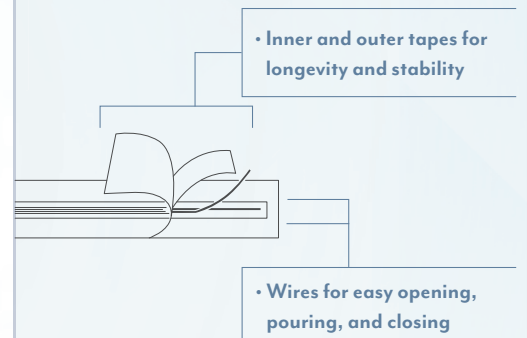 • Inner and outer tapes for
longevity and stability
• Wires for easy opening,
pouring, and closing